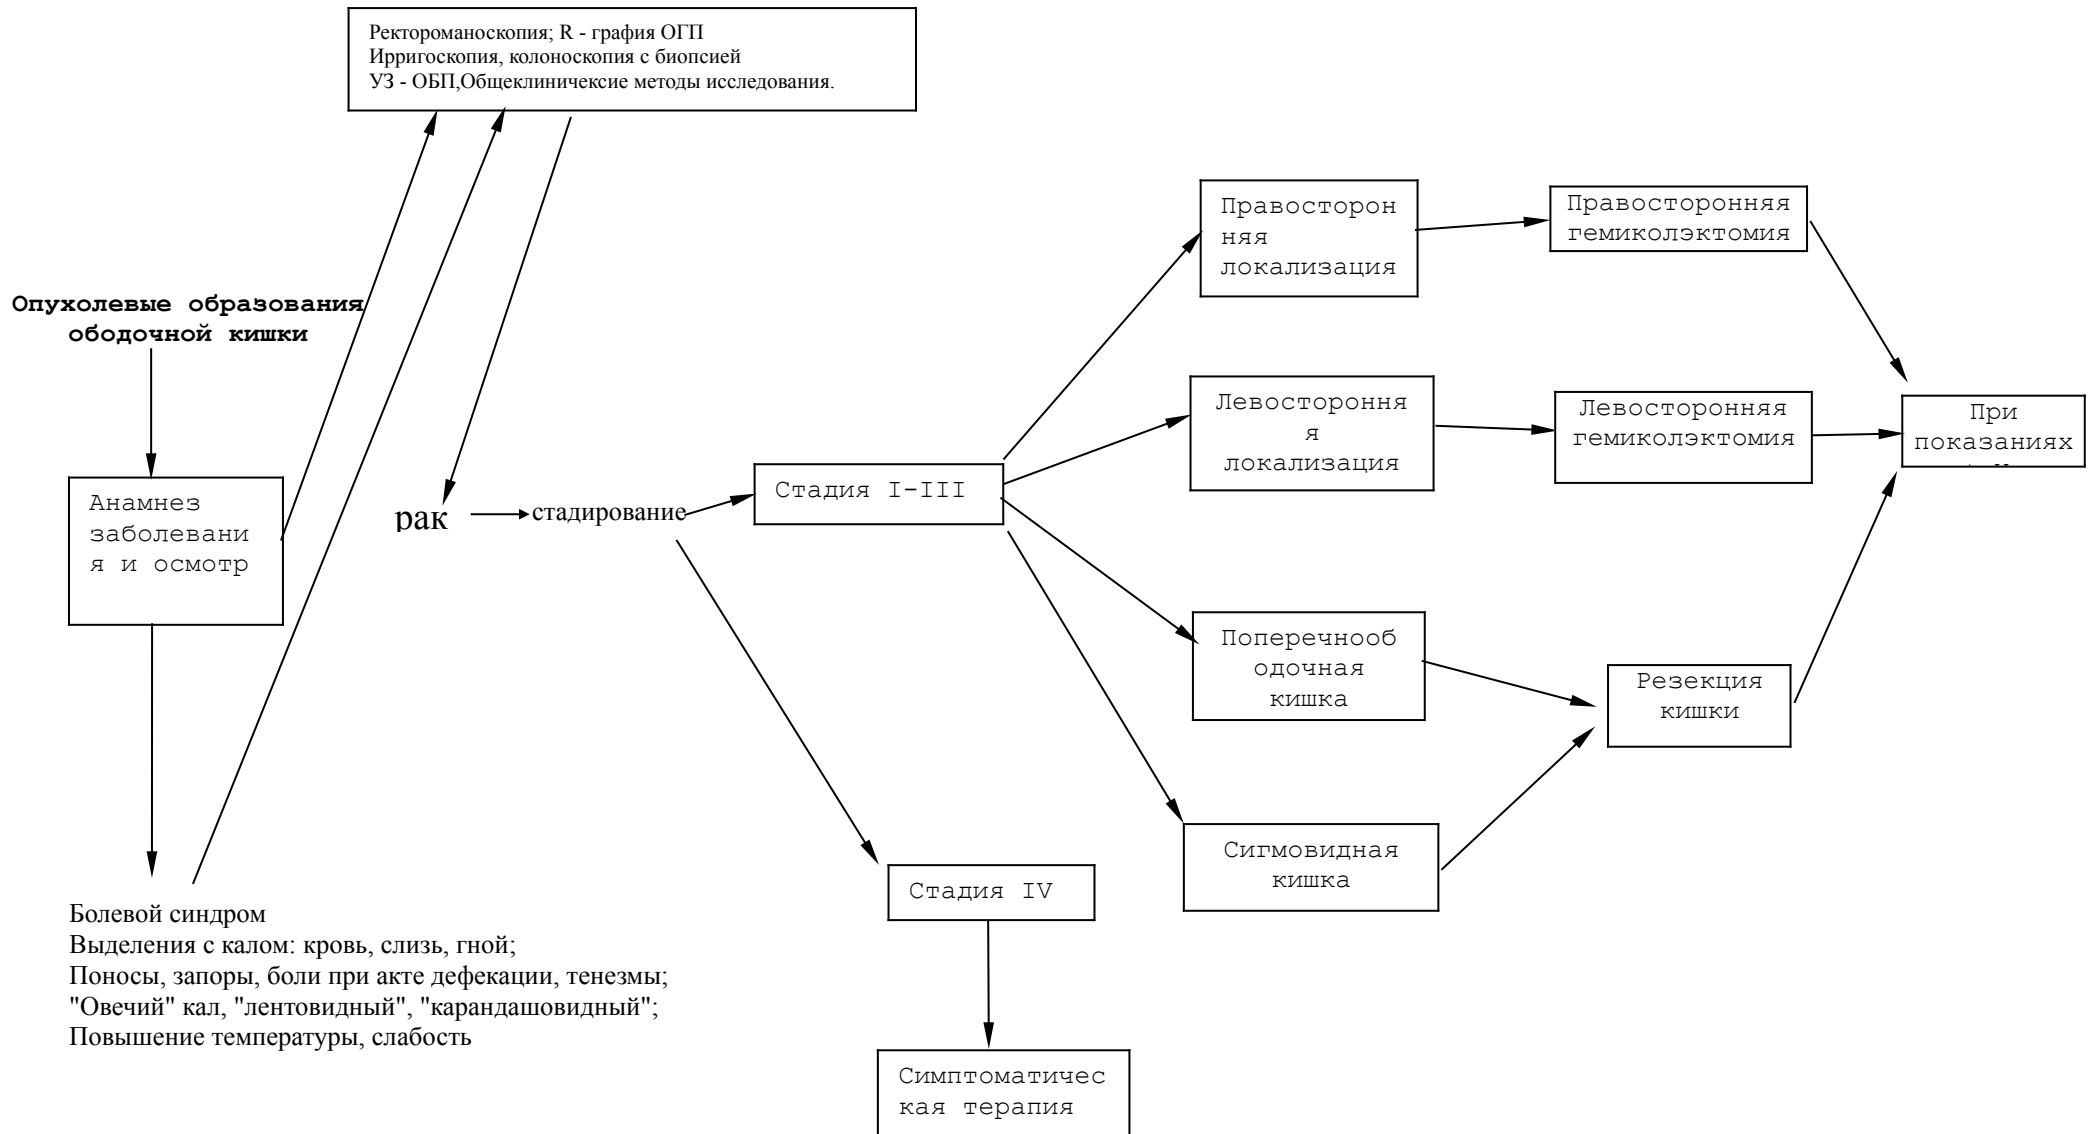 Ректороманоскопия; R - графия ОГП
Ирригоскопия, колоноскопия с биопсией
УЗ - ОБП,Общеклиничексие методы исследования.
Опухолевые образования
ободочной кишки
Анамнез
заболевани
я и осмотр
Болевой синдром
Выделения с калом: кровь, слизь, гной;
Поносы, запоры, боли при акте дефекации, тенезмы;
"Овечий" кал, "лентовидный", "карандашовидный";
Повышение температуры, слабость
рак
стадирование
Стадия I-III
Стадия IV
Симптоматичес
кая терапия
Правосторон
няя
локализация
Правосторонняя
гемиколэктомия
Левостороння
я
локализация
Левосторонняя
гемиколэктомия
Поперечнооб
одочная
кишка
Сигмовидная
кишка
Резекция
кишки
При
показаниях